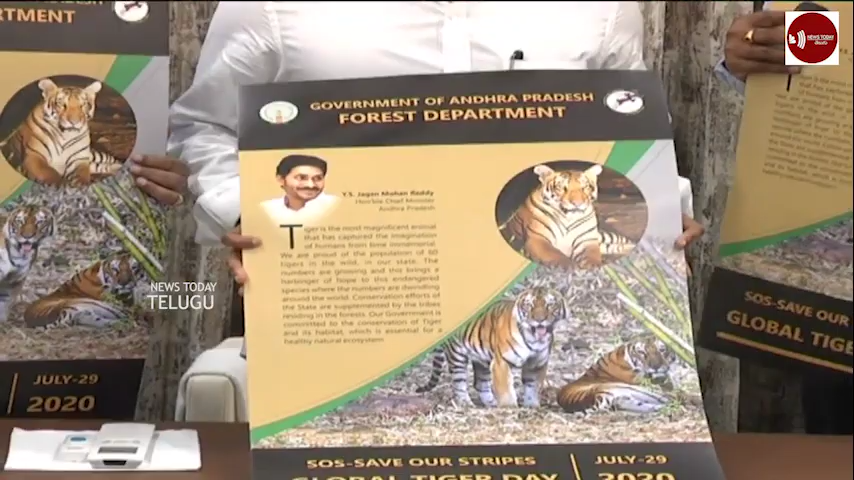 RTMENT
NEWS TODAY
తెలుగు
GOVERNMENT OF ANDHRA PRADESH
FOREST DEPARTMENT
Y.S. Jagan Mohan Reddy
Hon'ble Chief Minister
Andhra Pradesh
Tiger is the most magnificent animal
that has captured the imagination
of humans from time immemorial.
We are proud of the population of 60
tigers in the wild, in our state. The
numbers are growing and this brings a
harbinger of hope to this endangered
species where the numbers are dwindling
around the world. Conservation efforts of
the State are supplemented by the tribes
residing in the forests. Our Government is
committed to the conservation of Tiger
and its habitat, which is essential for a
healthy natural ecosystem
SOS-SAVE OUR STRIPES
GLOBAL TIGER DAY
JULY-29
2020
NEWS TODAY
TELUGU
JULY-29
2020
SOS-SAVE OUR
GLOBAL TIGE